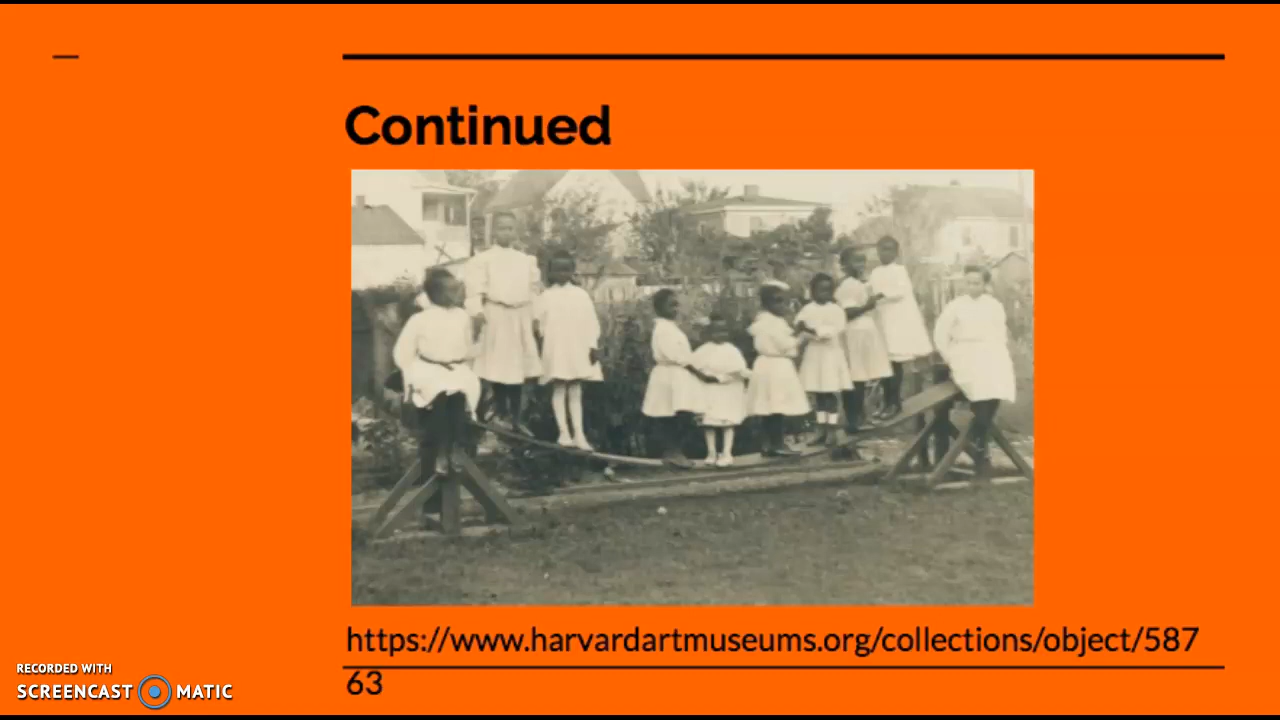 Continued
https://www.harvardartmuseums.org/collections/object/587
63
RECORDED WITH
SCREENCAST MATIC